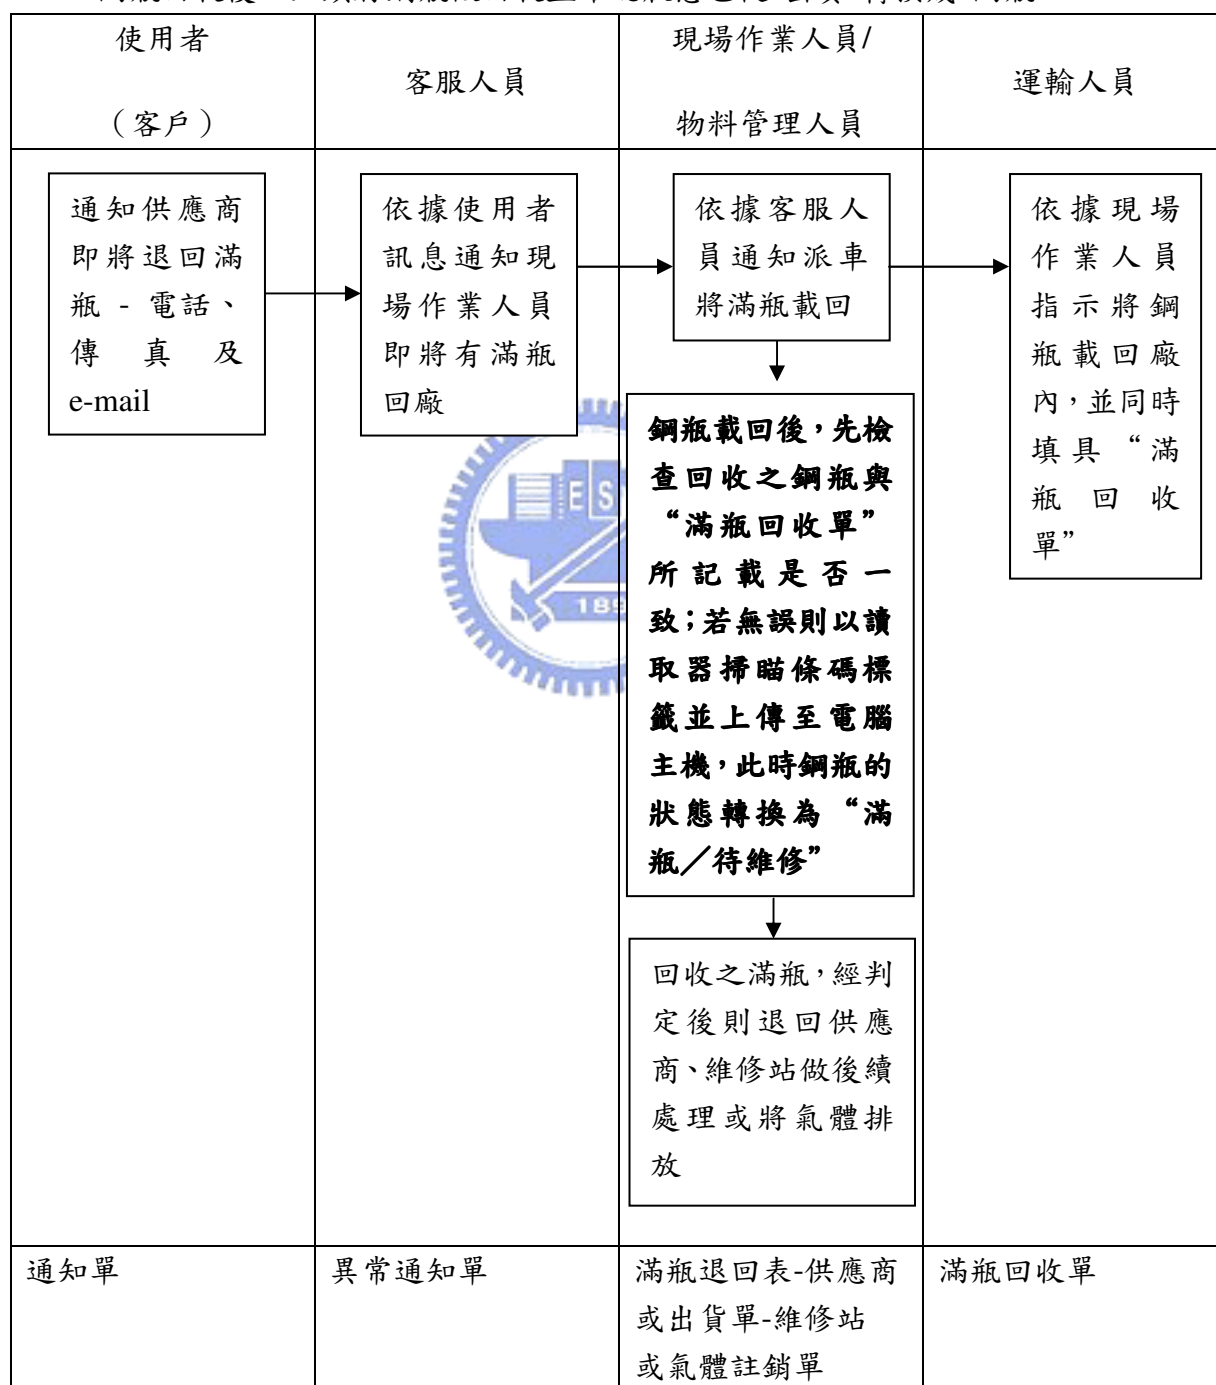 使用者
（客戶）
客服人員
現場作業人員/
物料管理人員
運輸人員
通知供應商
即將退回滿
瓶 - 電話、
傳真及
e-mail
依據使用者
訊息通知現
場作業人員
即將有滿瓶
回廠
依據客服人
員通知派車
將滿瓶載回
鋼瓶載回後，先檢
查回收之鋼瓶與
“滿瓶回收單”
所記載是否一
致；若無誤則以讀
取器掃瞄條碼標
籤並上傳至電腦
主機，此時鋼瓶的
狀態轉換為“滿
瓶／待維修”
回收之滿瓶，經判
定後則退回供應
商、維修站做後續
處理或將氣體排
放
依據現場
作業人員
指示將鋼
瓶載回廠
內，並同時
填具“滿
瓶回收
單”
ES
189
通知單
異常通知單
滿瓶退回表-供應商
或出貨單-維修站
或氣體註銷單
滿瓶回收單